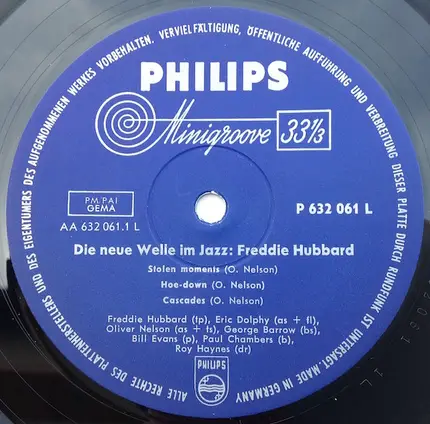 ALLE RECHTE DES PLATTENHERSTELLERS UND DES EIGENTÜMERS DES AUFGENOMMENEN WERKES VORBEHALTEN. VERVIELFÄLTIGUNG, ÖFFENTLICHE AUFFÜHRUNG UND VERBREITUNG DIESER PLATTE DURCH RUNDFUNK IST UNTERSAGT. MADE IN GERMANY
PHILIPS
Minigroove 33⅓
PM.PAI
GEMA
AA 632 061.1 L
P 632 061 L
Die neue Welle im Jazz: Freddie Hubbard
Stolen moments (O. Nelson)
Hoe-down (O. Nelson)
Cascades (O. Nelson)
Freddie Hubbard (tp), Eric Dolphy (as + fl),
Oliver Nelson (as + ts), George Barrow (bs),
Bill Evans (p), Paul Chambers (b),
Roy Haynes (dr)
PHILIPS